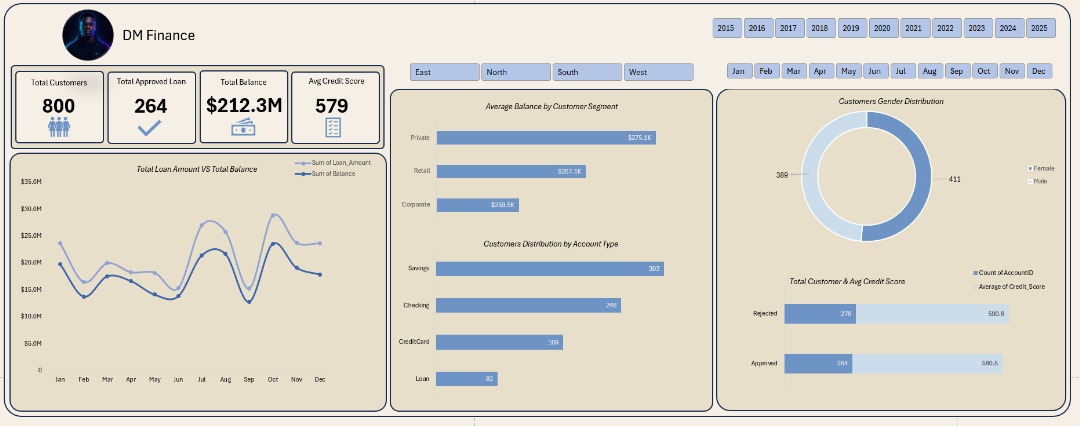 DM Finance
2015 2016 2017 2018 2019 2020 2021 2022 2023 2024 2025
East North South West
Jan Feb Mar Apr May Jun Jul Aug Sep Oct Nov Dec
Total Customers
800
Total Approved Loan
264
Total Balance
$212.3M
Avg Credit Score
579
Total Loan Amount VS Total Balance
Sum of Loan_Amount
Sum of Balance
$35.0M
$30.0M
$25.0M
$20.0M
$15.0M
$10.0M
$5.0M
0
Jan Feb Mar Apr May Jun Jul Aug Sep Oct Nov Dec
Average Balance by Customer Segment
Private $275.1K
Retail $267.1K
Corporate $259.5K
Customers Distribution by Account Type
Savings 303
Checking 246
CreditCard 169
Loan 82
Customers Gender Distribution
389
411
Female
Male
Total Customer & Avg Credit Score
Count of AccountID
Average of Credit_Score
Rejected 278 590.6
Approved 264 586.5